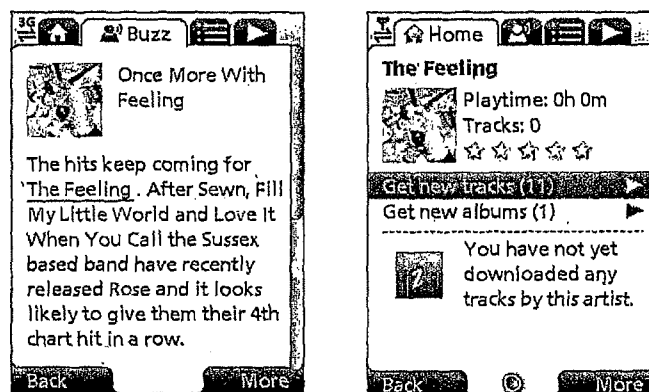 3G
Buzz
Once More With
Feeling
The hits keep coming for
The Feeling . After Sewn, Fill
My Little World and Love It
When You Call the Sussex
based band have recently
released Rose and it looks
likely to give them their 4th
chart hit in a row.
Back More
Home
The Feeling
Playtime: 0h 0m
Tracks: 0
Get new tracks (11)
Get new albums (1)
You have not yet
downloaded any
tracks by this artist.
Back More